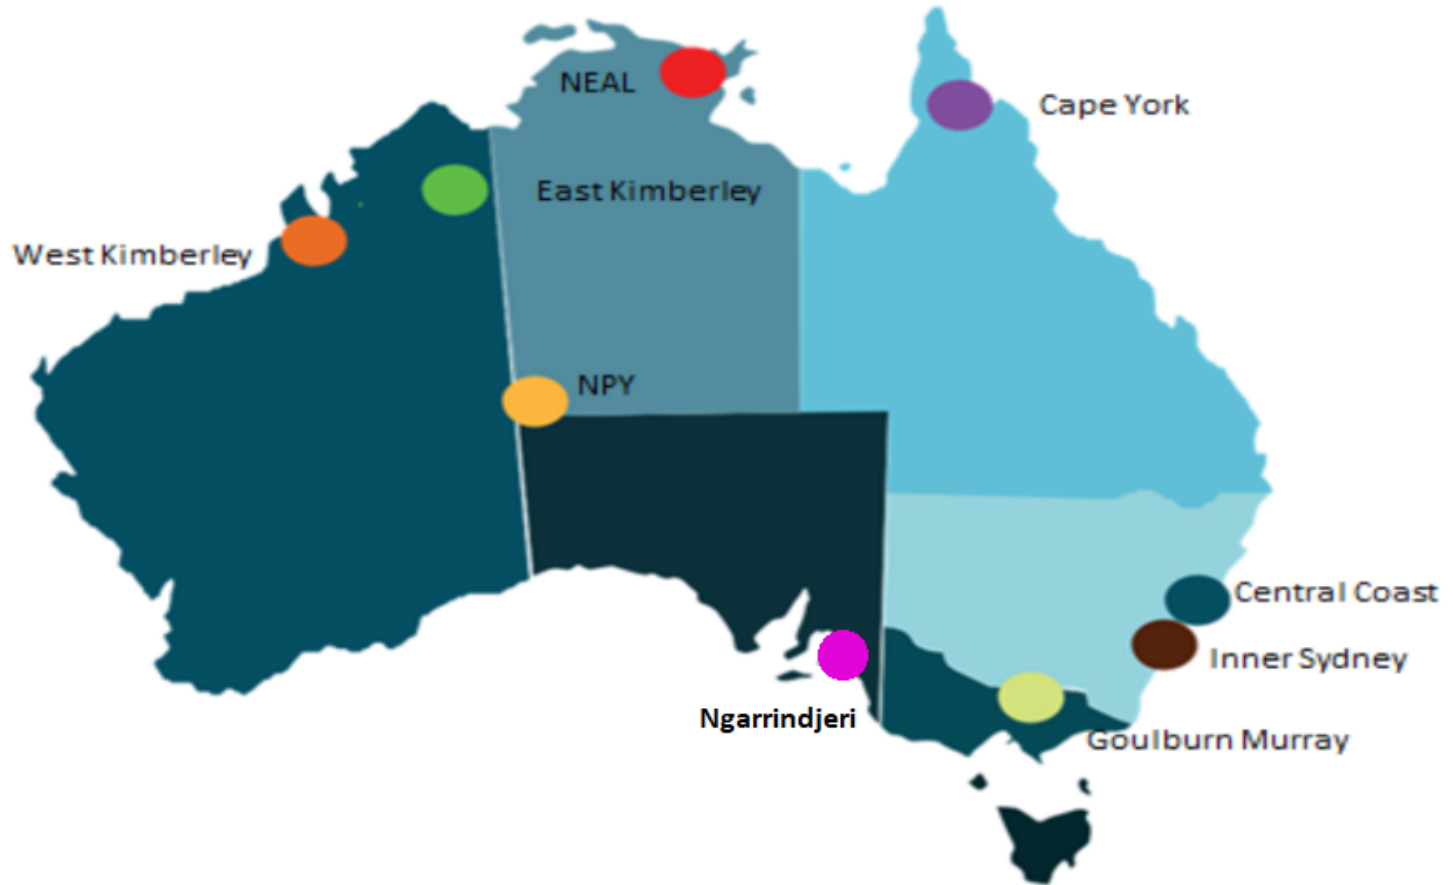 NEAL
Cape York
East Kimberley
West Kimberley
NPY
Central Coast
Inner Sydney
Ngarrindjeri
Goulburn Murray